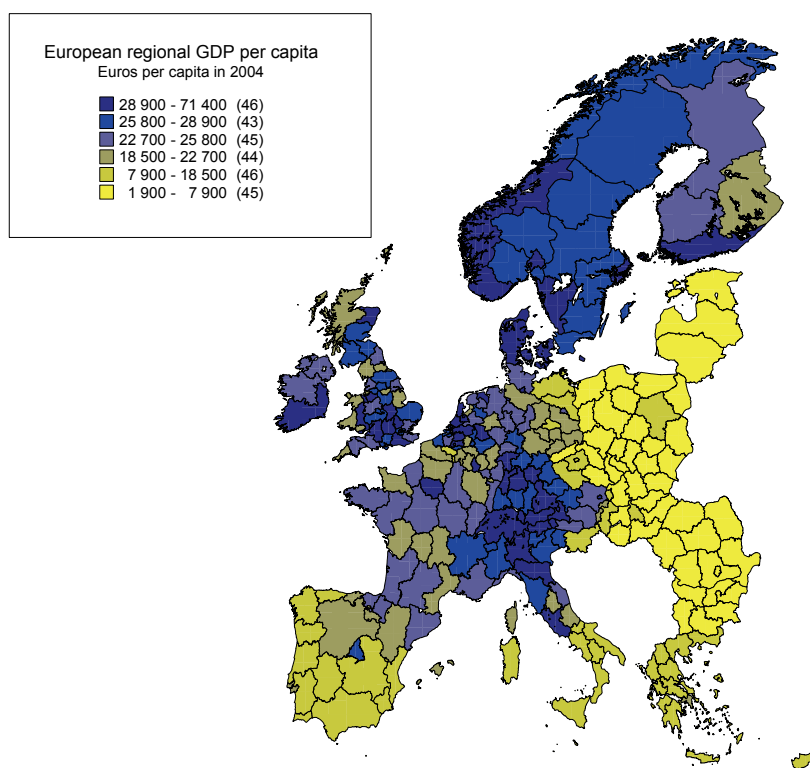 European regional GDP per capita
Euros per capita in 2004
28 900 - 71 400 (46)
25 800 - 28 900 (43)
22 700 - 25 800 (45)
18 500 - 22 700 (44)
7 900 - 18 500 (46)
1 900 - 7 900 (45)